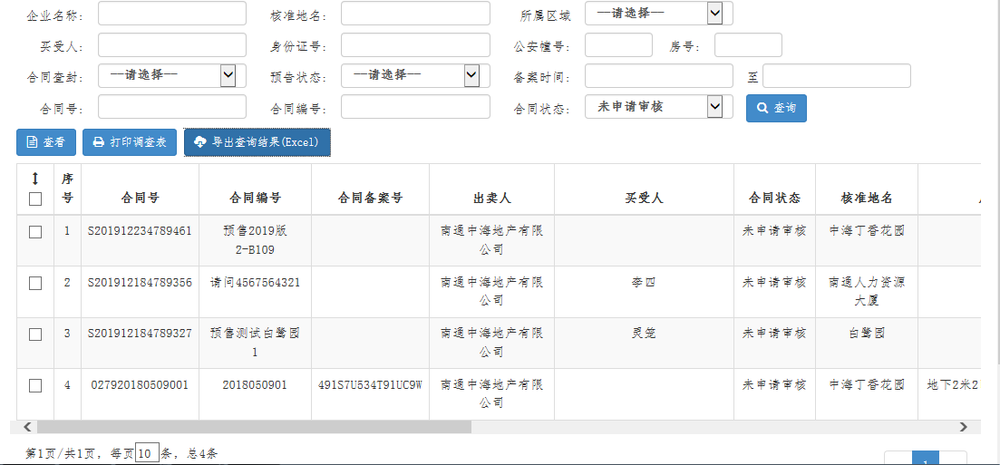 企业名称: 核准地名: 所属区域 —请选择—
买受人: 身份证号: 公安幢号: 房号:
合同查封: —请选择— 预告状态: —请选择— 备案时间: 至
合同号: 合同编号: 合同状态: 未申请审核 查询
查看 打印调查表 导出查询结果(Excel)
序号 合同号 合同编号 合同备案号 出卖人 买受人 合同状态 核准地名
1 S201912234789461 预售2019版 南通中海地产有限 未申请审核 中海丁香花园
2-B109 公司
2 S201912184789356 请问4567564321 南通中海地产有限 李四 未申请审核 南通人力资源
公司 大厦
3 S201912184789327 预售测试白鹭园 南通中海地产有限 灵笼 未申请审核 白鹭园
1 公司
4 027920180509001 2018050901 491S7U534T91UC9W 南通中海地产有限 未申请审核 中海丁香花园 地下2米2
公司
第1页/共1页, 每页10条, 总4条
1